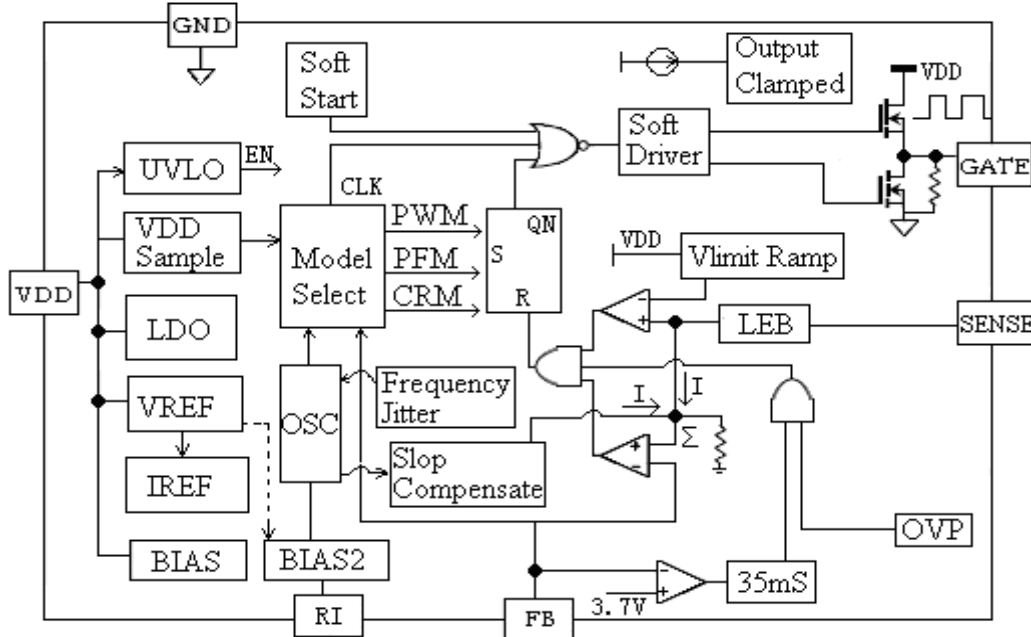 GND
Soft
Start
Output
Clamped
VDD
Soft
Driver
UVLO
EN
GATE
CLK
VDD
Sample
PWM
QN
Model
Select
S
PFM
VDD
Vlimit Ramp
VDD
CRM
R
LDO
LEB
SENSE
OSC
Frequency
Jitter
VREF
I
I
Σ
IREF
Slop
Compensate
BIAS
BIAS2
OVP
35mS
3.7V
RI
FB
+
-
+
-
-
+